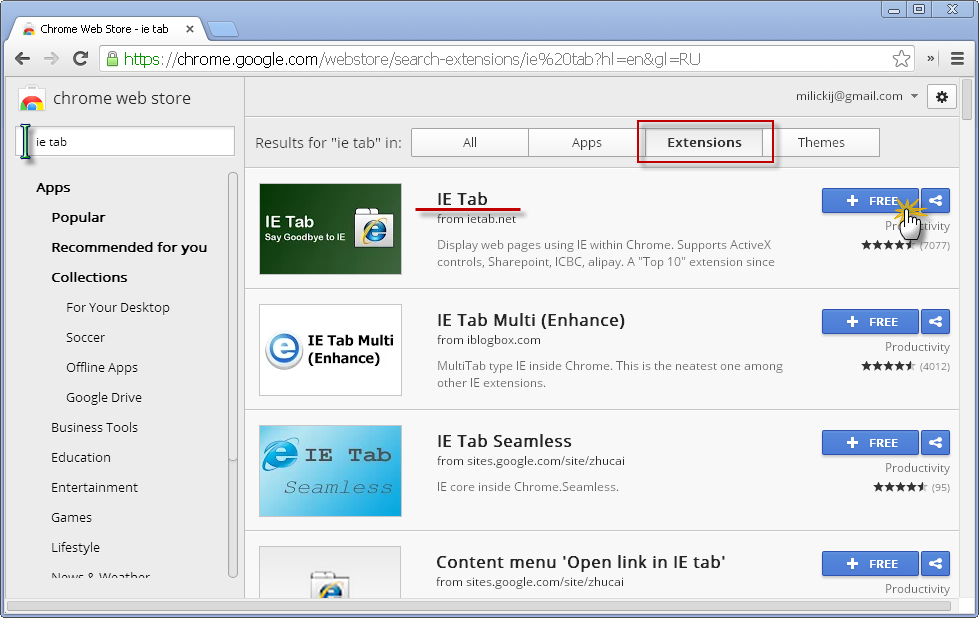 Chrome Web Store - ie tab
https://chrome.google.com/webstore/search-extensions/ie%20tab?hl=en&gl=RU
chrome web store
milickij@gmail.com
ie tab
Results for "ie tab" in:
All
Apps
Extensions
Themes
Apps
Popular
Recommended for you
Collections
For Your Desktop
Soccer
Offline Apps
Google Drive
Business Tools
Education
Entertainment
Games
Lifestyle
News & Weather
IE Tab
Say Goodbye to IE
IE Tab
from ietab.net
Display web pages using IE within Chrome. Supports ActiveX
controls, Sharepoint, ICBC, alipay. A "Top 10" extension since
FREE
(7077)
IE Tab Multi
(Enhance)
IE Tab Multi (Enhance)
from iblogbox.com
MultiTab type IE inside Chrome. This is the neatest one among
other IE extensions.
FREE
Productivity
(4012)
IE Tab
Seamless
IE Tab Seamless
from sites.google.com/site/zhucai
IE core inside Chrome.Seamless.
FREE
Productivity
(95)
Content menu 'Open link in IE tab'
from sites.google.com/site/zhucai
FREE
Productivity